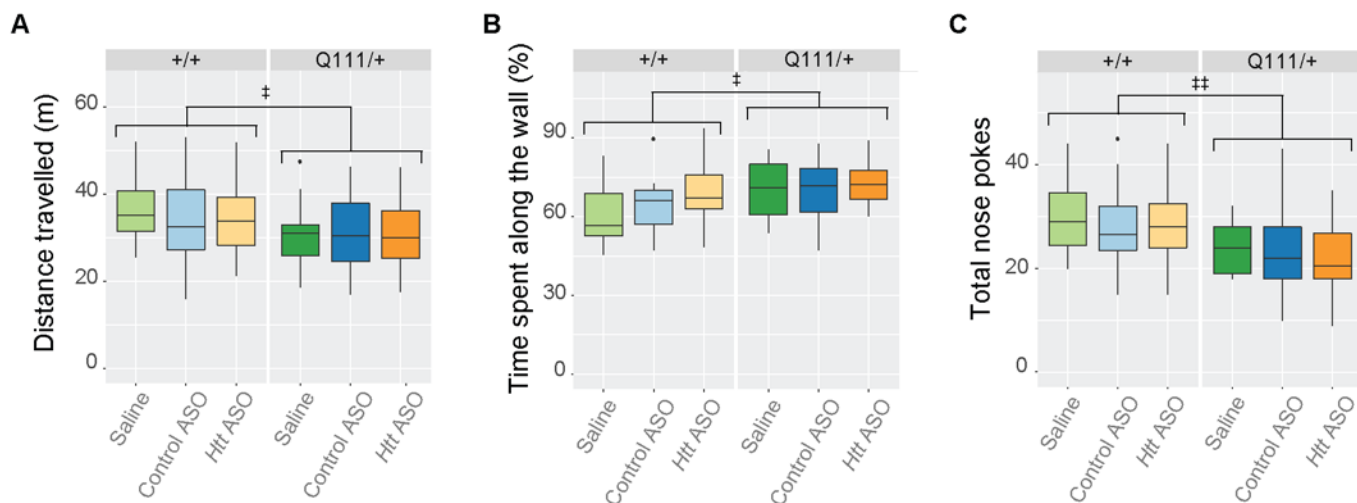 A
+/+
Q111/+
‡
Distance travelled (m)
60
40
20
0
Saline
Control ASO
Htt ASO
Saline
Control ASO
Htt ASO
B
+/+
Q111/+
‡
Time spent along the wall (%)
90
60
30
0
Saline
Control ASO
Htt ASO
Saline
Control ASO
Htt ASO
C
+/+
Q111/+
‡‡
Total nose pokes
40
20
0
Saline
Control ASO
Htt ASO
Saline
Control ASO
Htt ASO